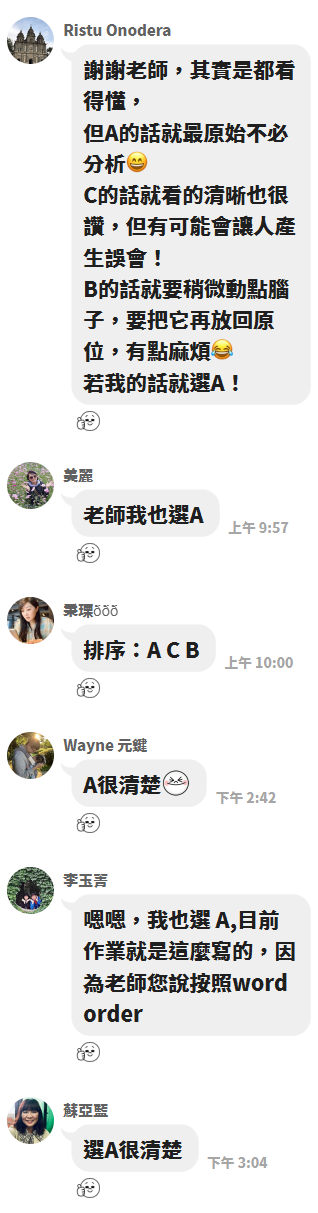 Ristu Onodera
謝謝老師，其實是都看
得懂，
但A的話就最原始不必
分析😄
C的話就看的清晰也很
讚，但有可能會讓人產
生誤會！
B的話就要稍微動點腦
子，要把它再放回原
位，有點麻煩😂
若我的話就選A！
美麗
老師我也選A
上午 9:57
秉瑈ððð
排序：A C B
上午 10:00
Wayne 元鍵
A很清楚
下午 2:42
李玉菁
嗯嗯，我也選 A,目前
作業就是這麼寫的，因
為老師您說按照word
order
蘇亞藍
選A很清楚
下午 3:04